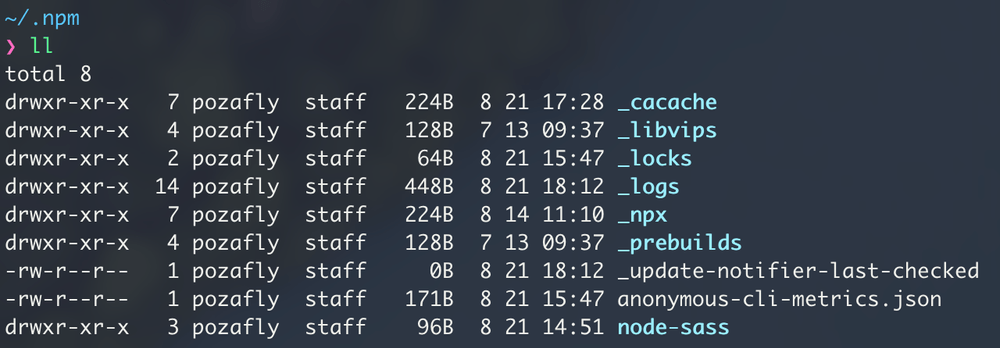 ~/.npm
❯ ll
total 8
drwxr-xr-x   7 pozafly  staff   224B  8 21 17:28 _cacache
drwxr-xr-x   4 pozafly  staff   128B  7 13 09:37 _libvips
drwxr-xr-x   2 pozafly  staff    64B  8 21 15:47 _locks
drwxr-xr-x  14 pozafly  staff   448B  8 21 18:12 _logs
drwxr-xr-x   7 pozafly  staff   224B  8 14 11:10 _npx
drwxr-xr-x   4 pozafly  staff   128B  7 13 09:37 _prebuilds
-rw-r--r--   1 pozafly  staff     0B  8 21 18:12 _update-notifier-last-checked
-rw-r--r--   1 pozafly  staff   171B  8 21 15:47 anonymous-cli-metrics.json
drwxr-xr-x   3 pozafly  staff    96B  8 21 14:51 node-sass